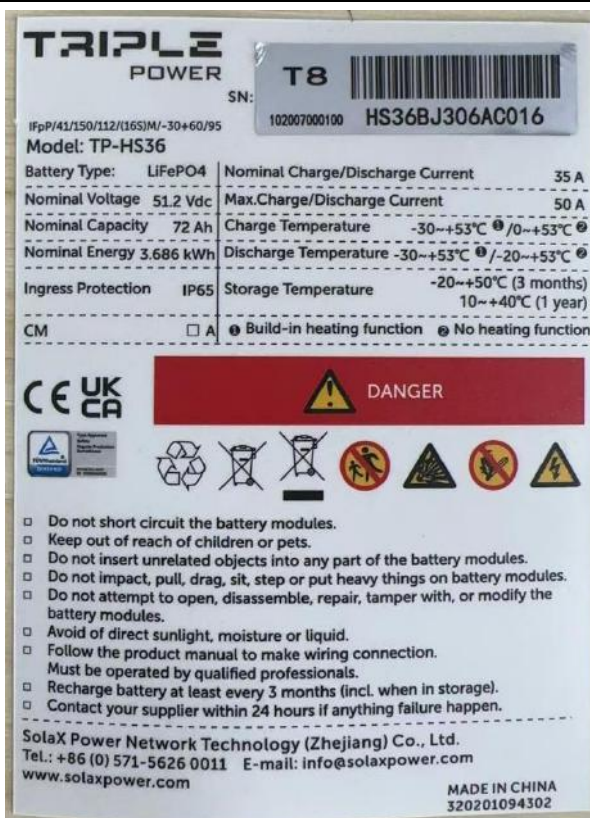 TRIPLE
POWER
T8
SN:
102007000100 HS36BJ306AC016
IFpP/41/150/112/(16S)M/-30+60/95
Model: TP-HS36
Battery Type: LiFePO4 Nominal Charge/Discharge Current 35 A
Nominal Voltage 51.2 Vdc Max.Charge/Discharge Current 50 A
Nominal Capacity 72 Ah Charge Temperature -30~+53℃ ❶ /0~+53℃ ❷
Nominal Energy 3.686 kWh Discharge Temperature -30~+53℃ ❶ /-20~+53℃ ❷
Ingress Protection IP65 Storage Temperature -20~+50℃ (3 months)
10~+40℃ (1 year)
CM □ A ❶ Build-in heating function ❷ No heating function
CE UK
CA
DANGER
□ Do not short circuit the battery modules.
□ Keep out of reach of children or pets.
□ Do not insert unrelated objects into any part of the battery modules.
□ Do not impact, pull, drag, sit, step or put heavy things on battery modules.
□ Do not attempt to open, disassemble, repair, tamper with, or modify the
battery modules.
□ Avoid of direct sunlight, moisture or liquid.
□ Follow the product manual to make wiring connection.
Must be operated by qualified professionals.
□ Recharge battery at least every 3 months (incl. when in storage).
□ Contact your supplier within 24 hours if anything failure happen.
SolaX Power Network Technology (Zhejiang) Co., Ltd.
Tel.: +86 (0) 571-5626 0011 E-mail: info@solaxpower.com
www.solaxpower.com
MADE IN CHINA
320201094302